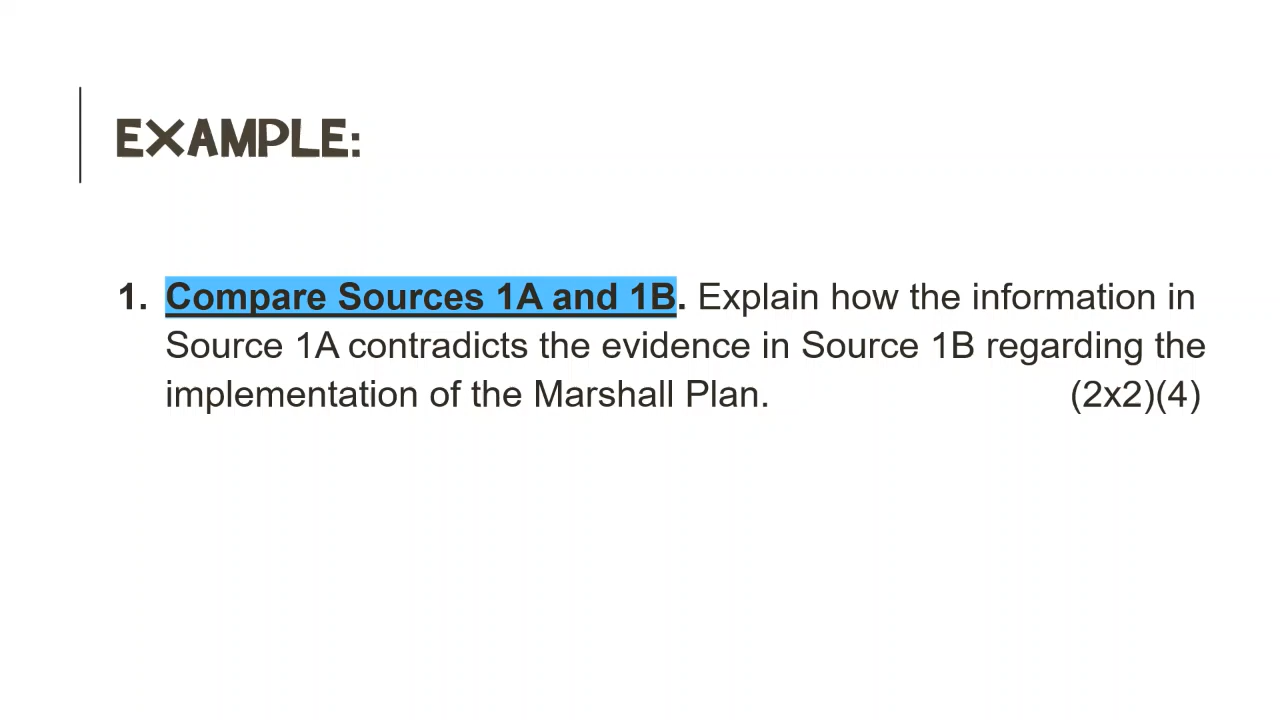 EXAMPLE:
1. Compare Sources 1A and 1B. Explain how the information in
Source 1A contradicts the evidence in Source 1B regarding the
implementation of the Marshall Plan. (2x2)(4)